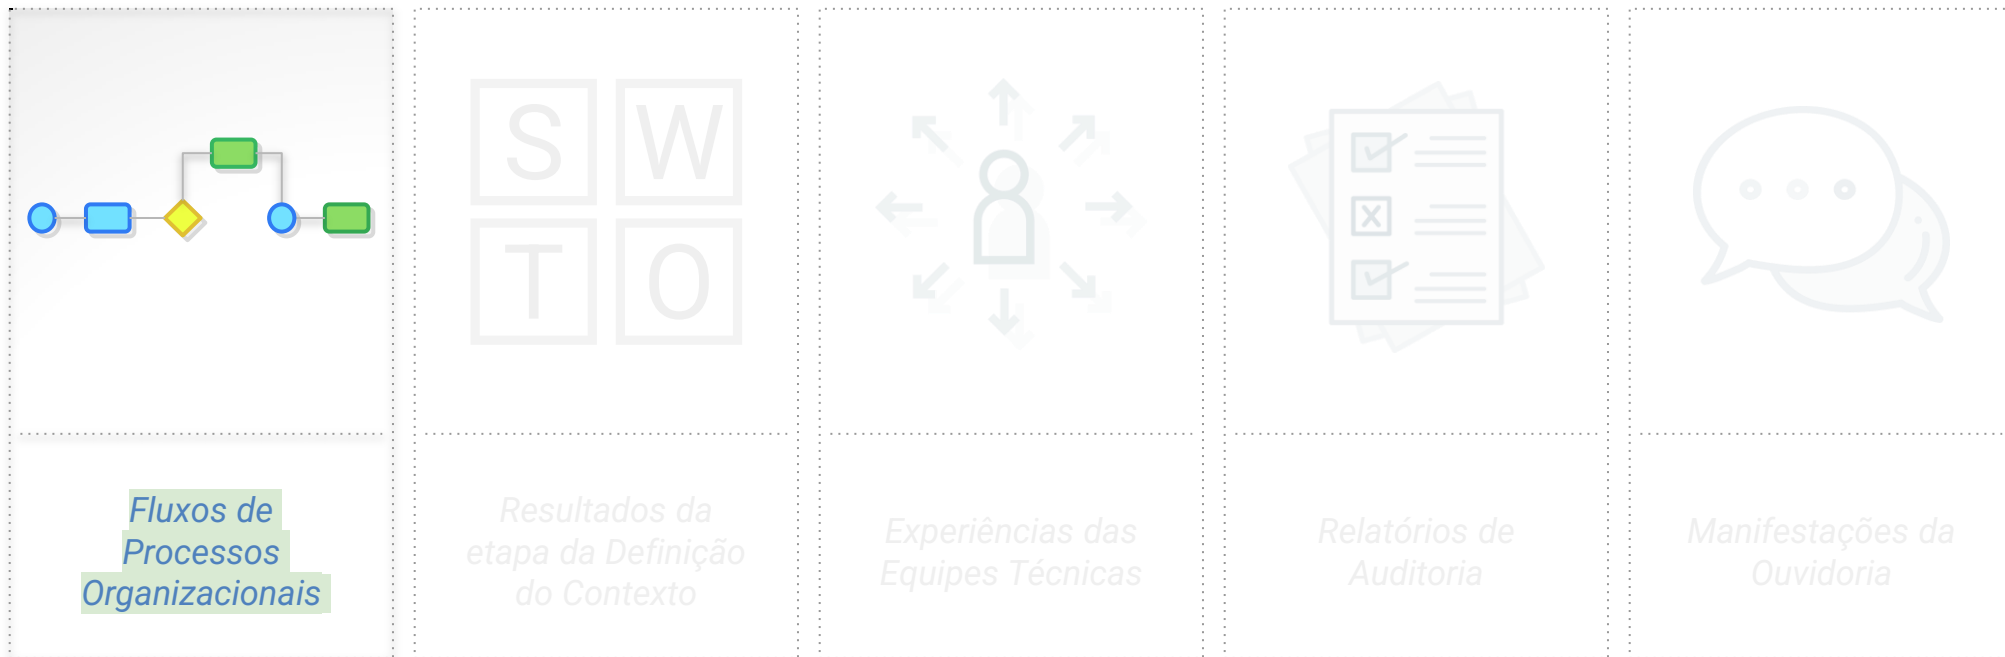 S W
T O
Fluxos de
Processos
Organizacionais
Resultados da
etapa da Definição
do Contexto
Experiências das
Equipes Técnicas
Relatórios de
Auditoria
Manifestações da
Ouvidoria